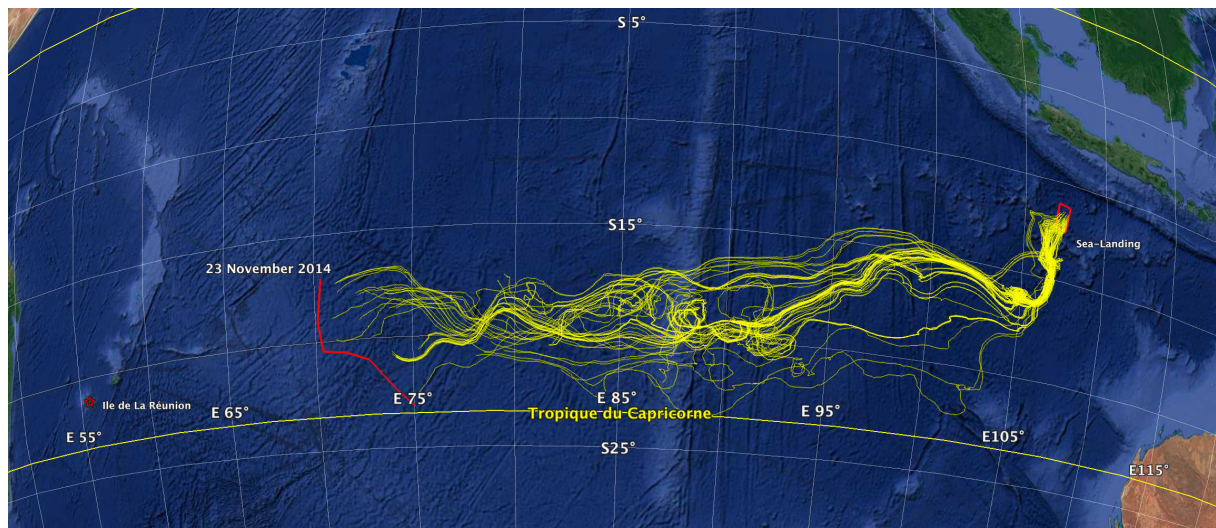 S 5°
S15°
Sea-Landing
23 November 2014
E 75°
E 85°
Ile de La Réunion
E 65°
Tropique du Capricorne
E 95°
E 55°
S25°
E105°
E115°